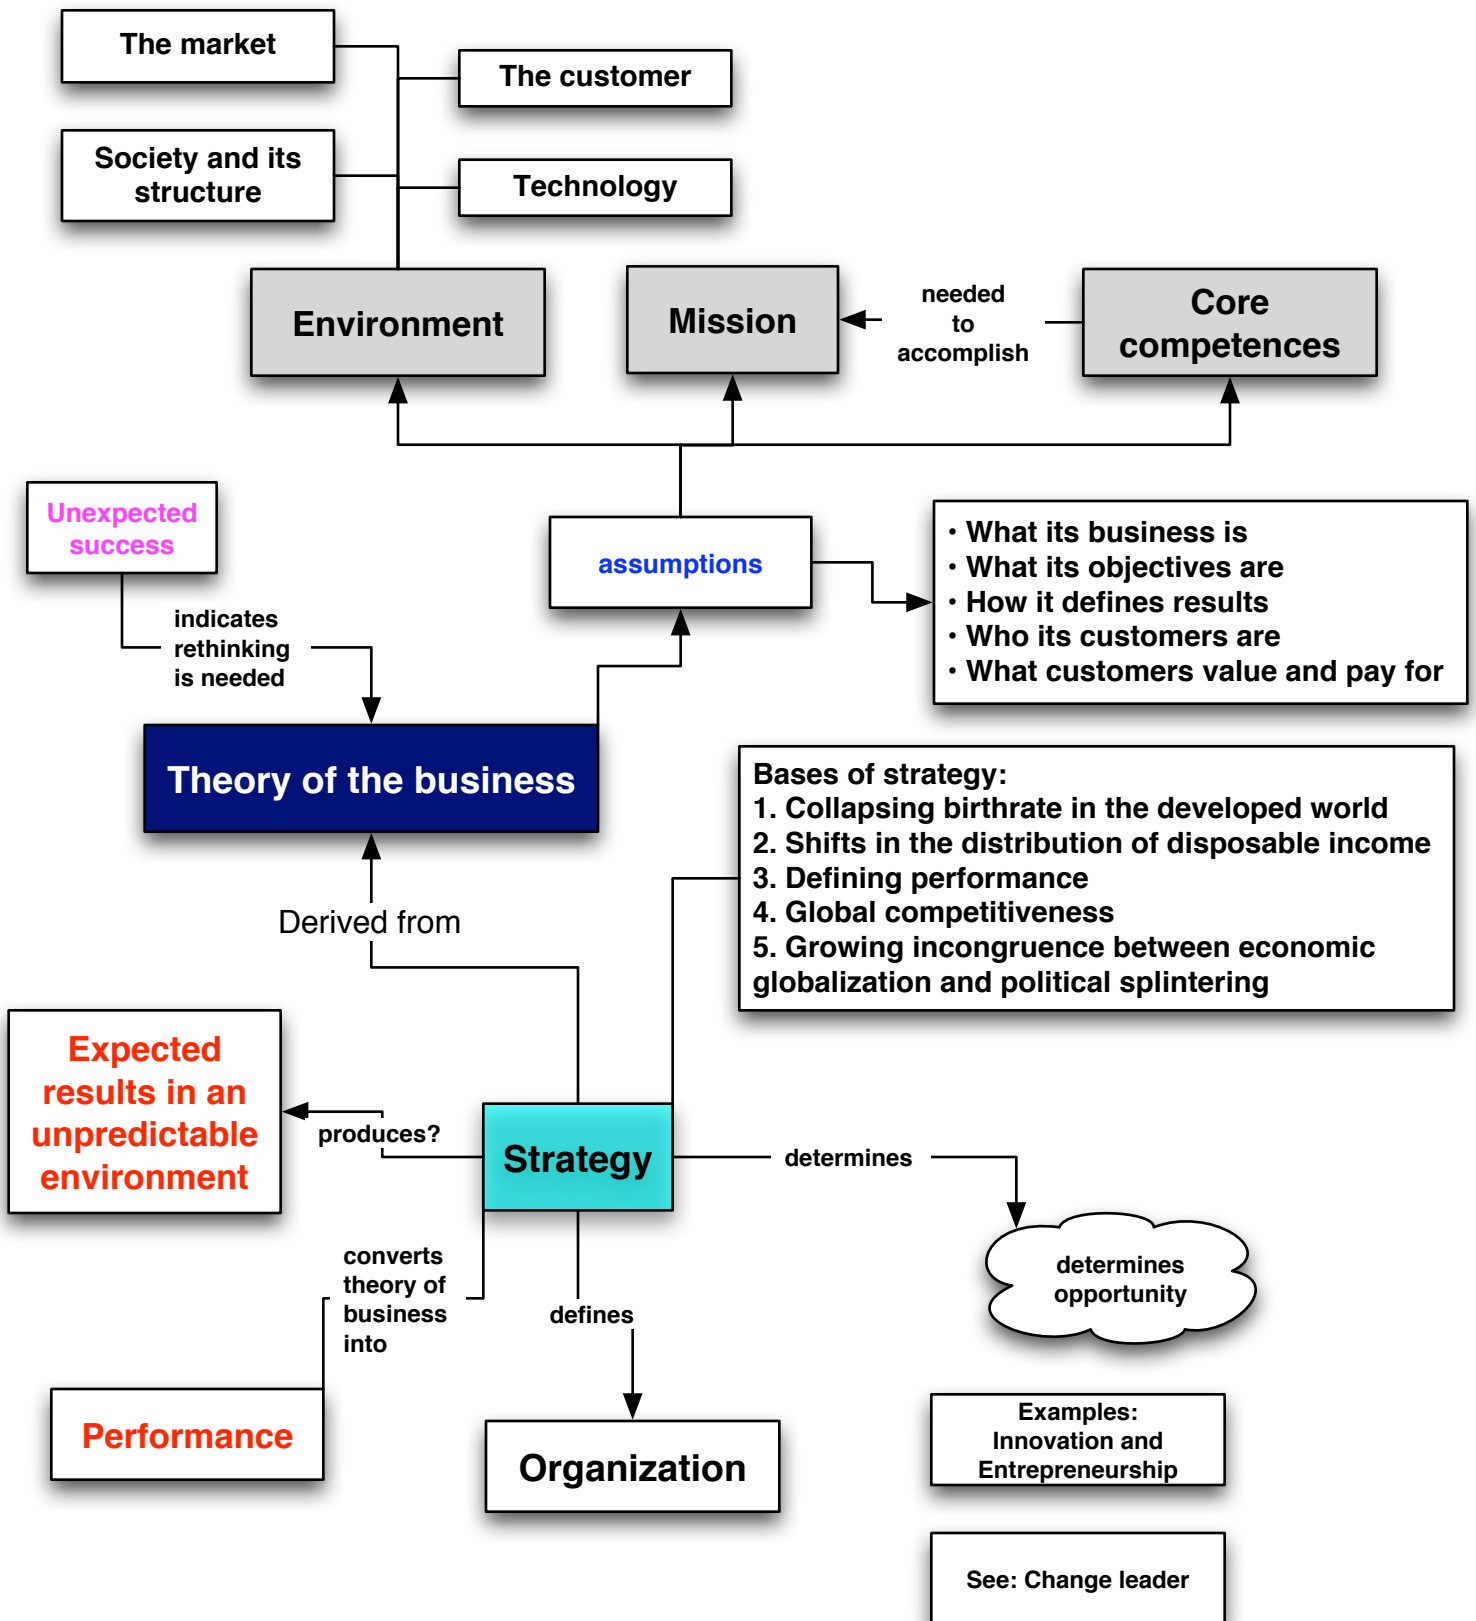 The market
The customer
Society and its
structure
Technology
Environment
Mission
needed
to
accomplish
Core
competences
Unexpected
success
assumptions
· What its business is
· What its objectives are
· How it defines results
· Who its customers are
· What customers value and pay for
indicates
rethinking
is needed
Theory of the business
Bases of strategy:
1. Collapsing birthrate in the developed world
2. Shifts in the distribution of disposable income
3. Defining performance
4. Global competitiveness
5. Growing incongruence between economic
globalization and political splintering
Derived from
Expected
results in an
unpredictable
environment
produces?
Strategy
determines
determines
opportunity
converts
theory of
business
into
defines
Performance
Organization
Examples:
Innovation and
Entrepreneurship
See: Change leader